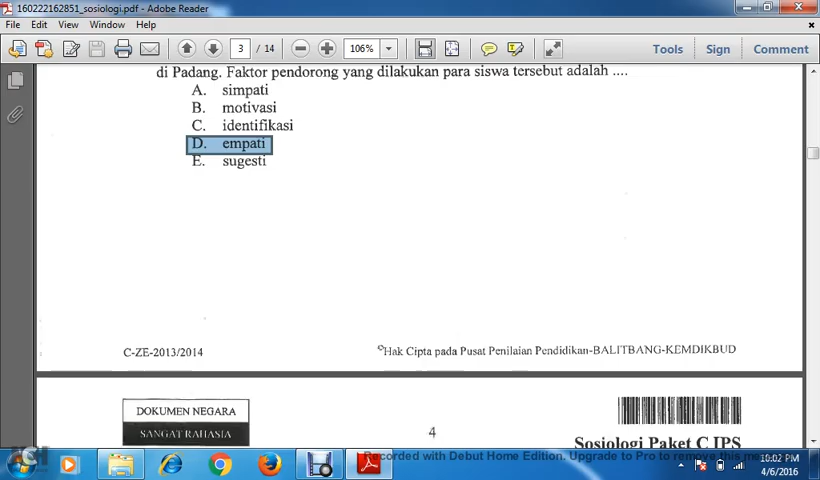 160222162851_sosiologi.pdf - Adobe Reader
File Edit View Window Help
3 / 14 106% Tools Sign Comment
di Padang. Faktor pendorong yang dilakukan para siswa tersebut adalah ....
A. simpati
B. motivasi
C. identifikasi
D. empati
E. sugesti
C-ZE-2013/2014 ©Hak Cipta pada Pusat Penilaian Pendidikan-BALITBANG-KEMDIKBUD
DOKUMEN NEGARA
SANGAT RAHASIA
4
Sosiologi Paket C IPS
Recorded with Debut Home Edition. Upgrade to Pro to remove this
10:02 PM
4/6/2016